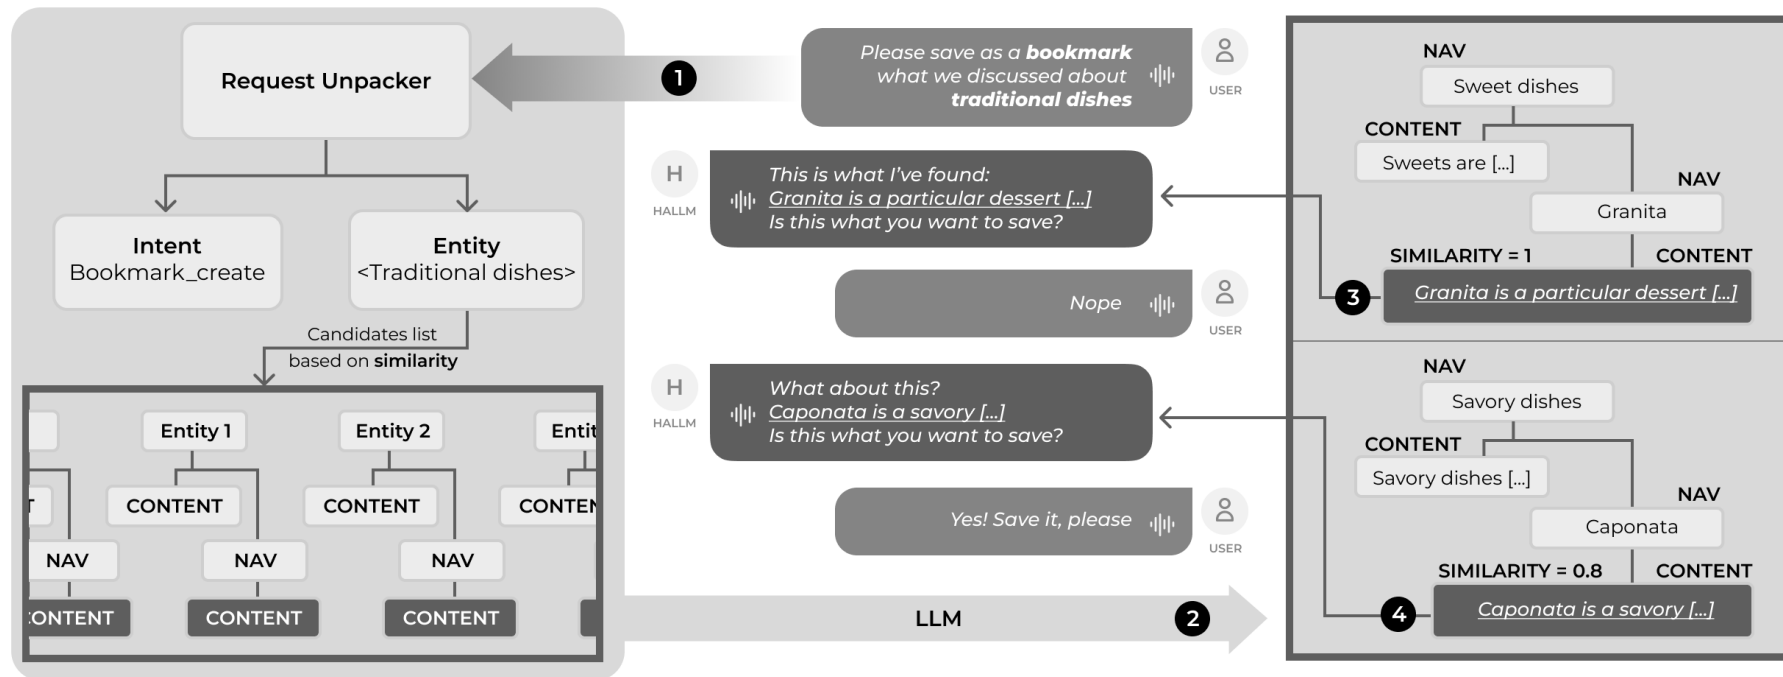 Request Unpacker
Intent
Bookmark_create
Entity
<Traditional dishes>
Candidates list
based on similarity
Entity 1
Entity 2
Entit
T
CONTENT
CONTENT
CONTEN
NAV
NAV
NAV
CONTENT
CONTENT
CONTENT
1
Please save as a bookmark
what we discussed about
traditional dishes
USER
H
HALLM
This is what I've found:
Granita is a particular dessert [...]
Is this what you want to save?
Nope
USER
H
HALLM
What about this?
Caponata is a savory [...]
Is this what you want to save?
Yes! Save it, please
USER
LLM
2
NAV
Sweet dishes
CONTENT
Sweets are [...]
NAV
Granita
SIMILARITY = 1
CONTENT
3
Granita is a particular dessert [...]
NAV
Savory dishes
CONTENT
Savory dishes [...]
NAV
Caponata
SIMILARITY = 0.8
CONTENT
4
Caponata is a savory [...]